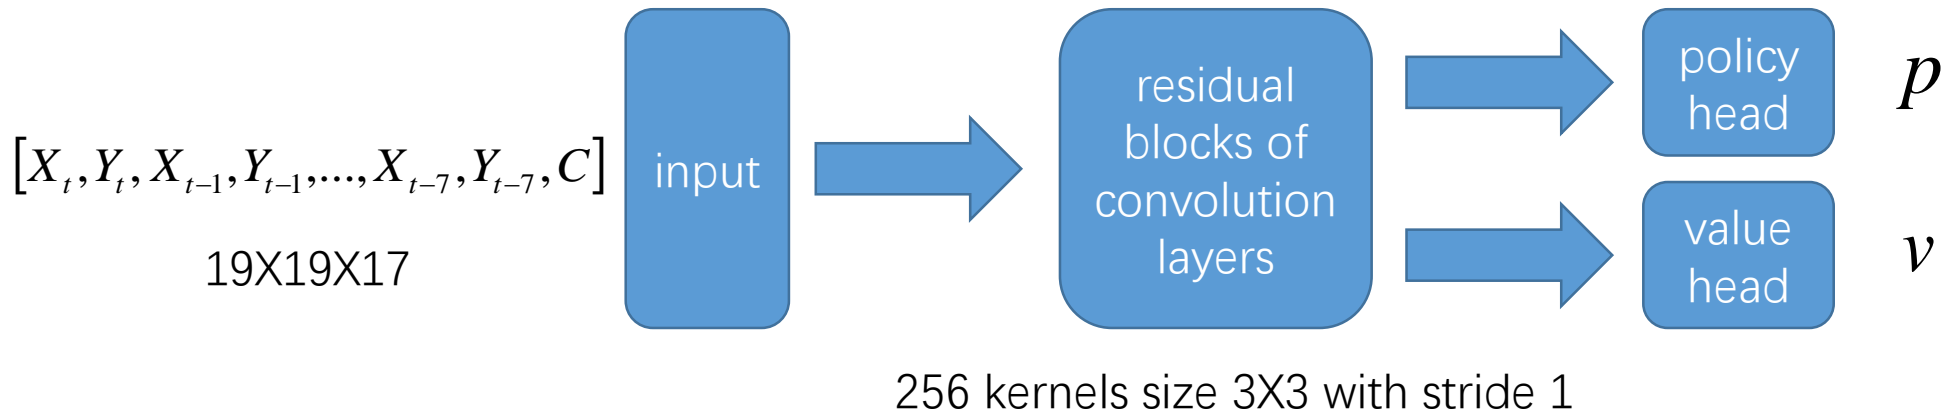 [X_t, Y_t, X_{t-1}, Y_{t-1},..., X_{t-7}, Y_{t-7}, C]
19X19X17
input
residual
blocks of
convolution
layers
policy
head
p
value
head
v
256 kernels size 3X3 with stride 1